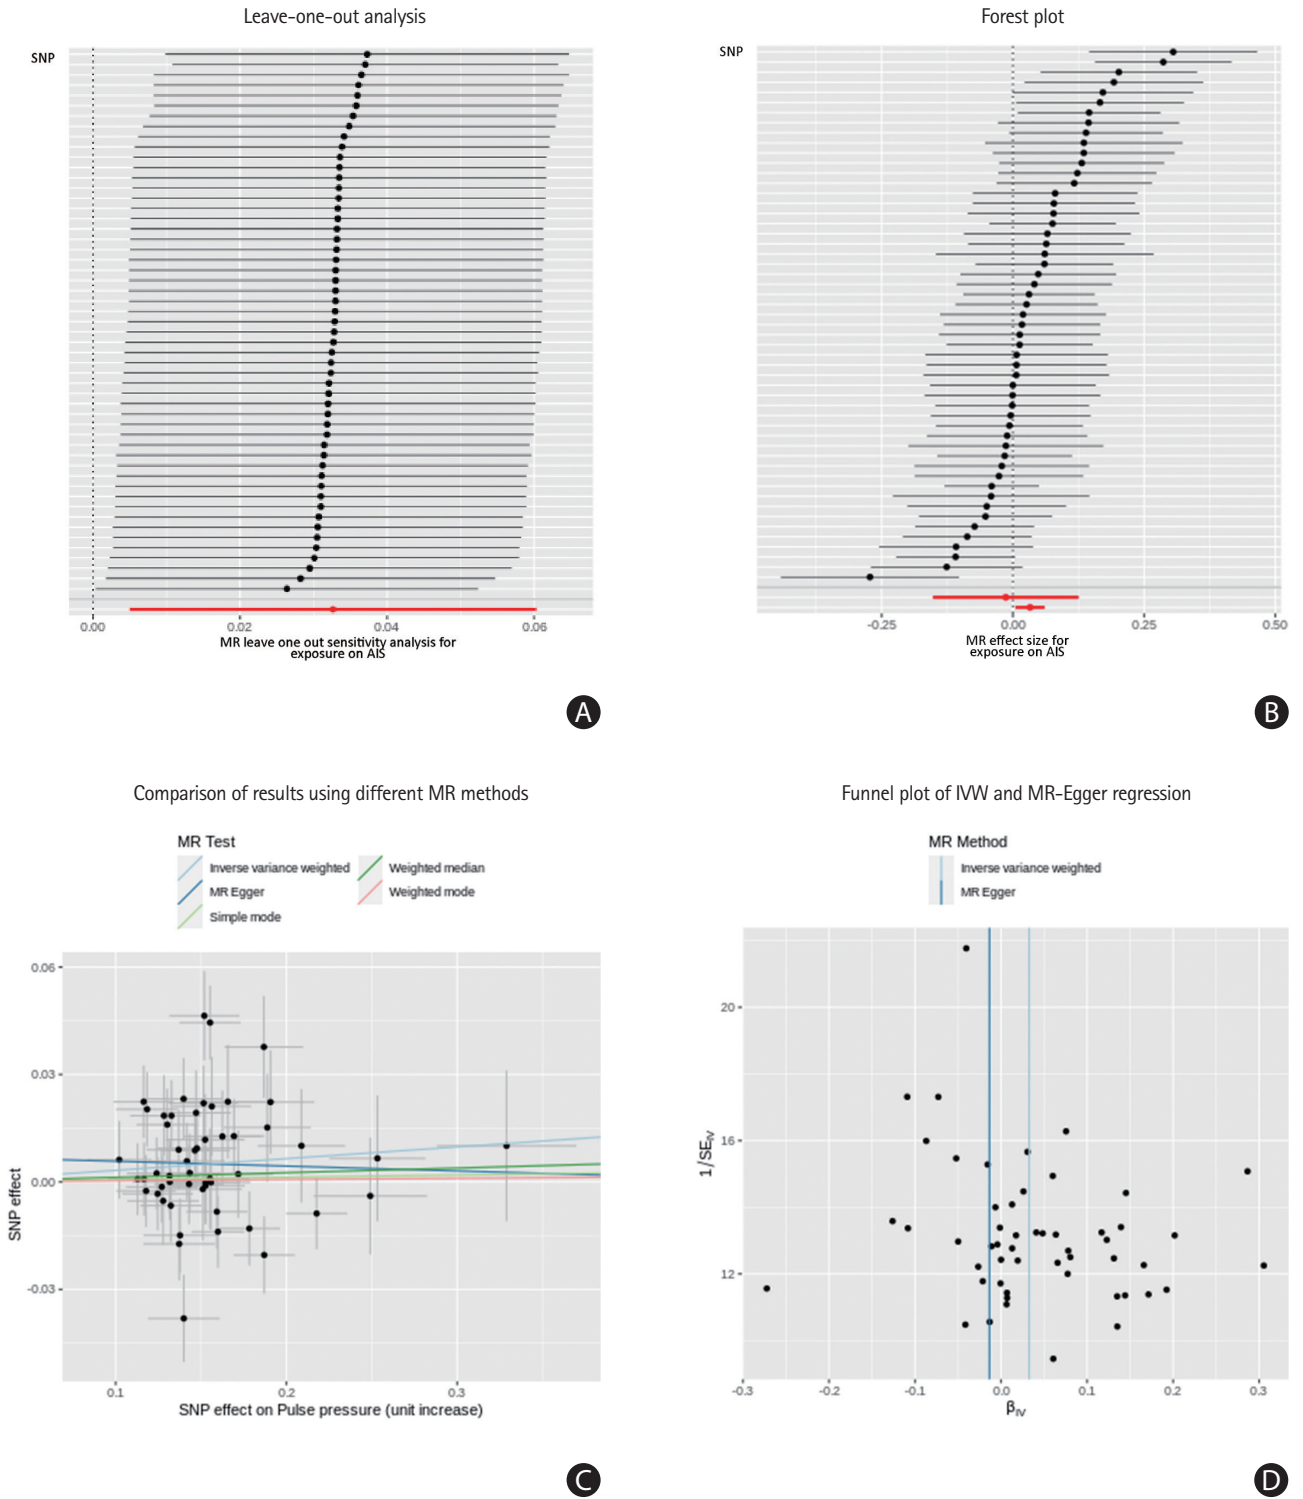 Leave-one-out analysis
SNP
0.00
0.02
0.04
0.06
MR leave one out sensitivity analysis for
exposure on AIS
A
Forest plot
SNP
-0.25
0.00
0.25
0.50
MR effect size for
exposure on AIS
B
Comparison of results using different MR methods
MR Test
Inverse variance weighted
Weighted median
MR Egger
Weighted mode
Simple mode
0.06
0.03
0.00
-0.03
SNP effect
0.1
0.2
0.3
SNP effect on Pulse pressure (unit increase)
C
Funnel plot of IVW and MR-Egger regression
MR Method
Inverse variance weighted
MR Egger
20
16
12
1/SE_IV
-0.3
-0.2
-0.1
0.0
0.1
0.2
0.3
β_IV
D